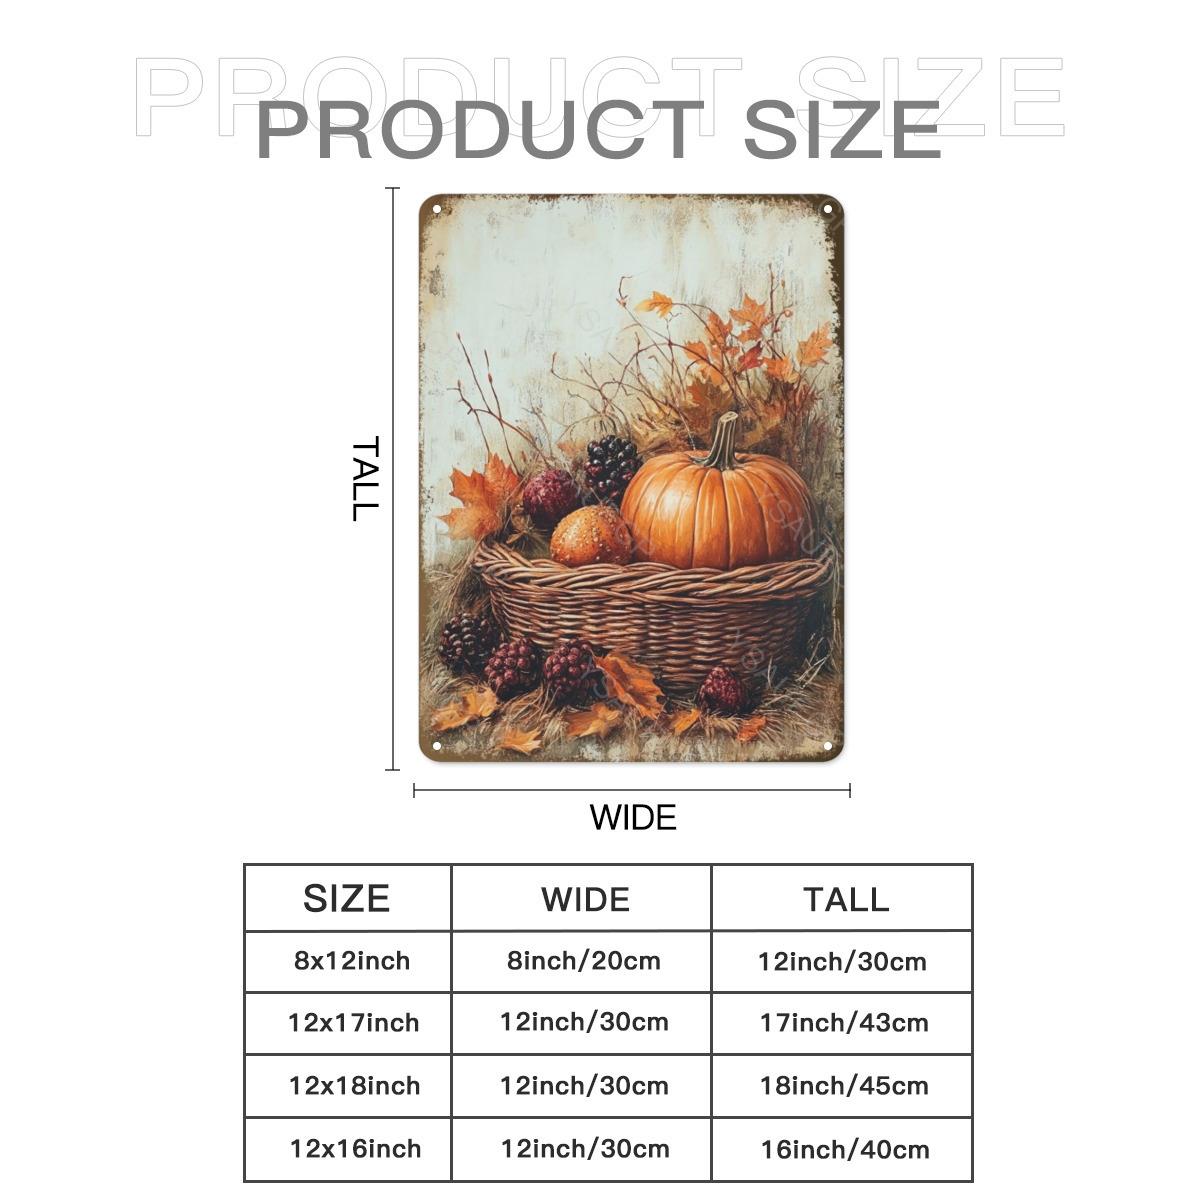 PRODUCT SIZE
PRODUCT SIZE
TALL
WIDE
SIZE WIDE TALL
8x12inch 8inch/20cm 12inch/30cm
12x17inch 12inch/30cm 17inch/43cm
12x18inch 12inch/30cm 18inch/45cm
12x16inch 12inch/30cm 16inch/40cm